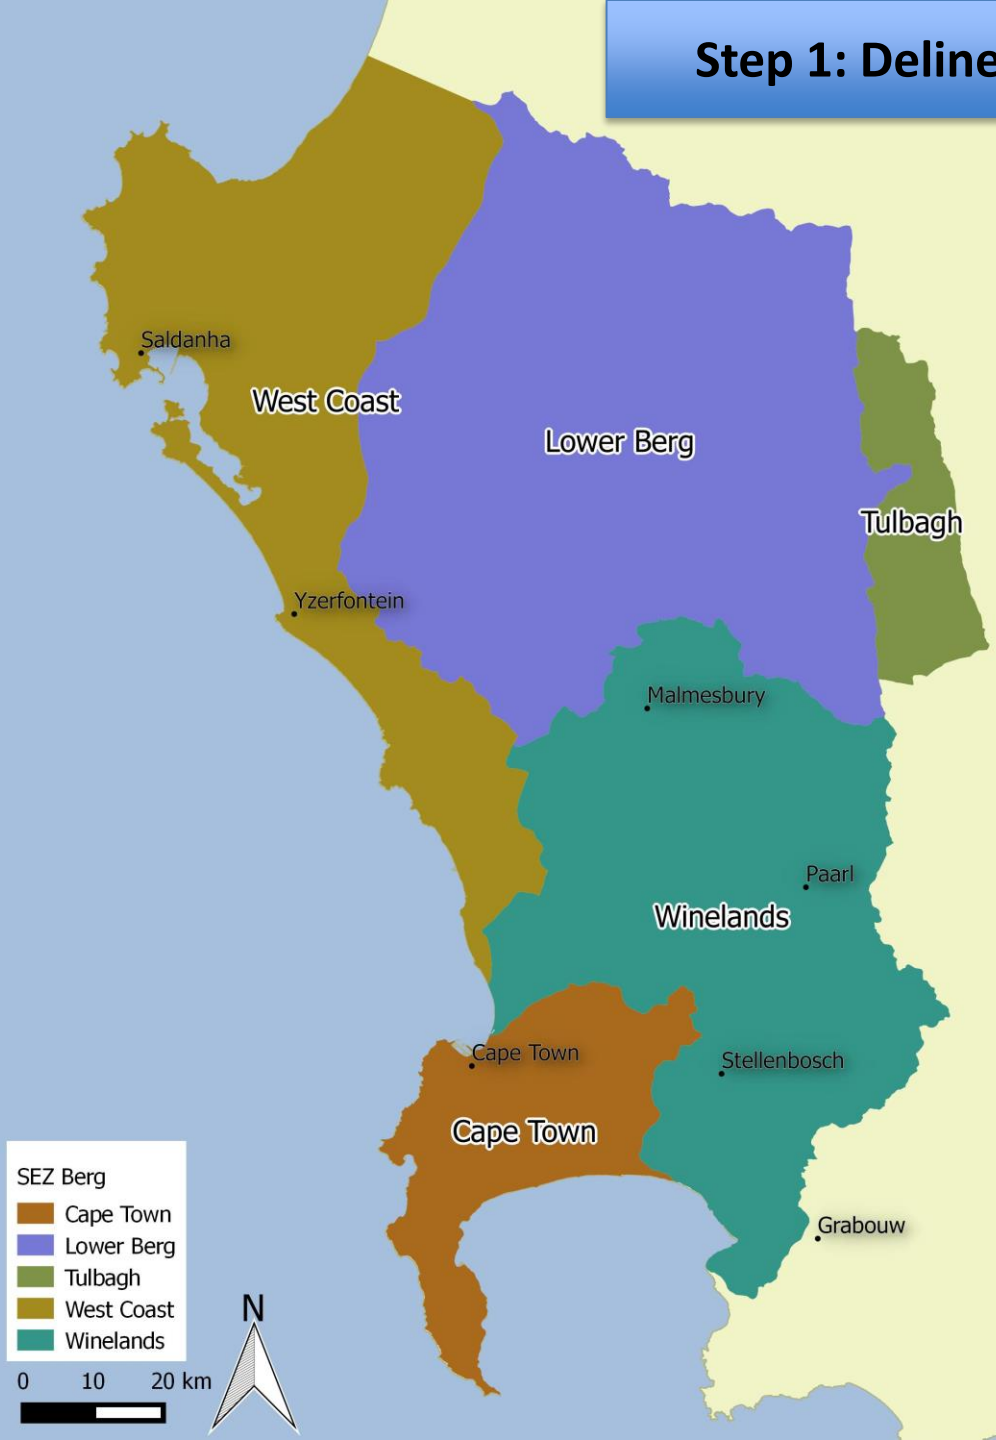 Step 1: Deline
Saldanha
West Coast
Lower Berg
Tulbagh
Yzerfontein
Malmesbury
Paarl
Winelands
Cape Town
Stellenbosch
Cape Town
Grabouw
SEZ Berg
Cape Town
Lower Berg
Tulbagh
West Coast
Winelands
N
0 10 20 km